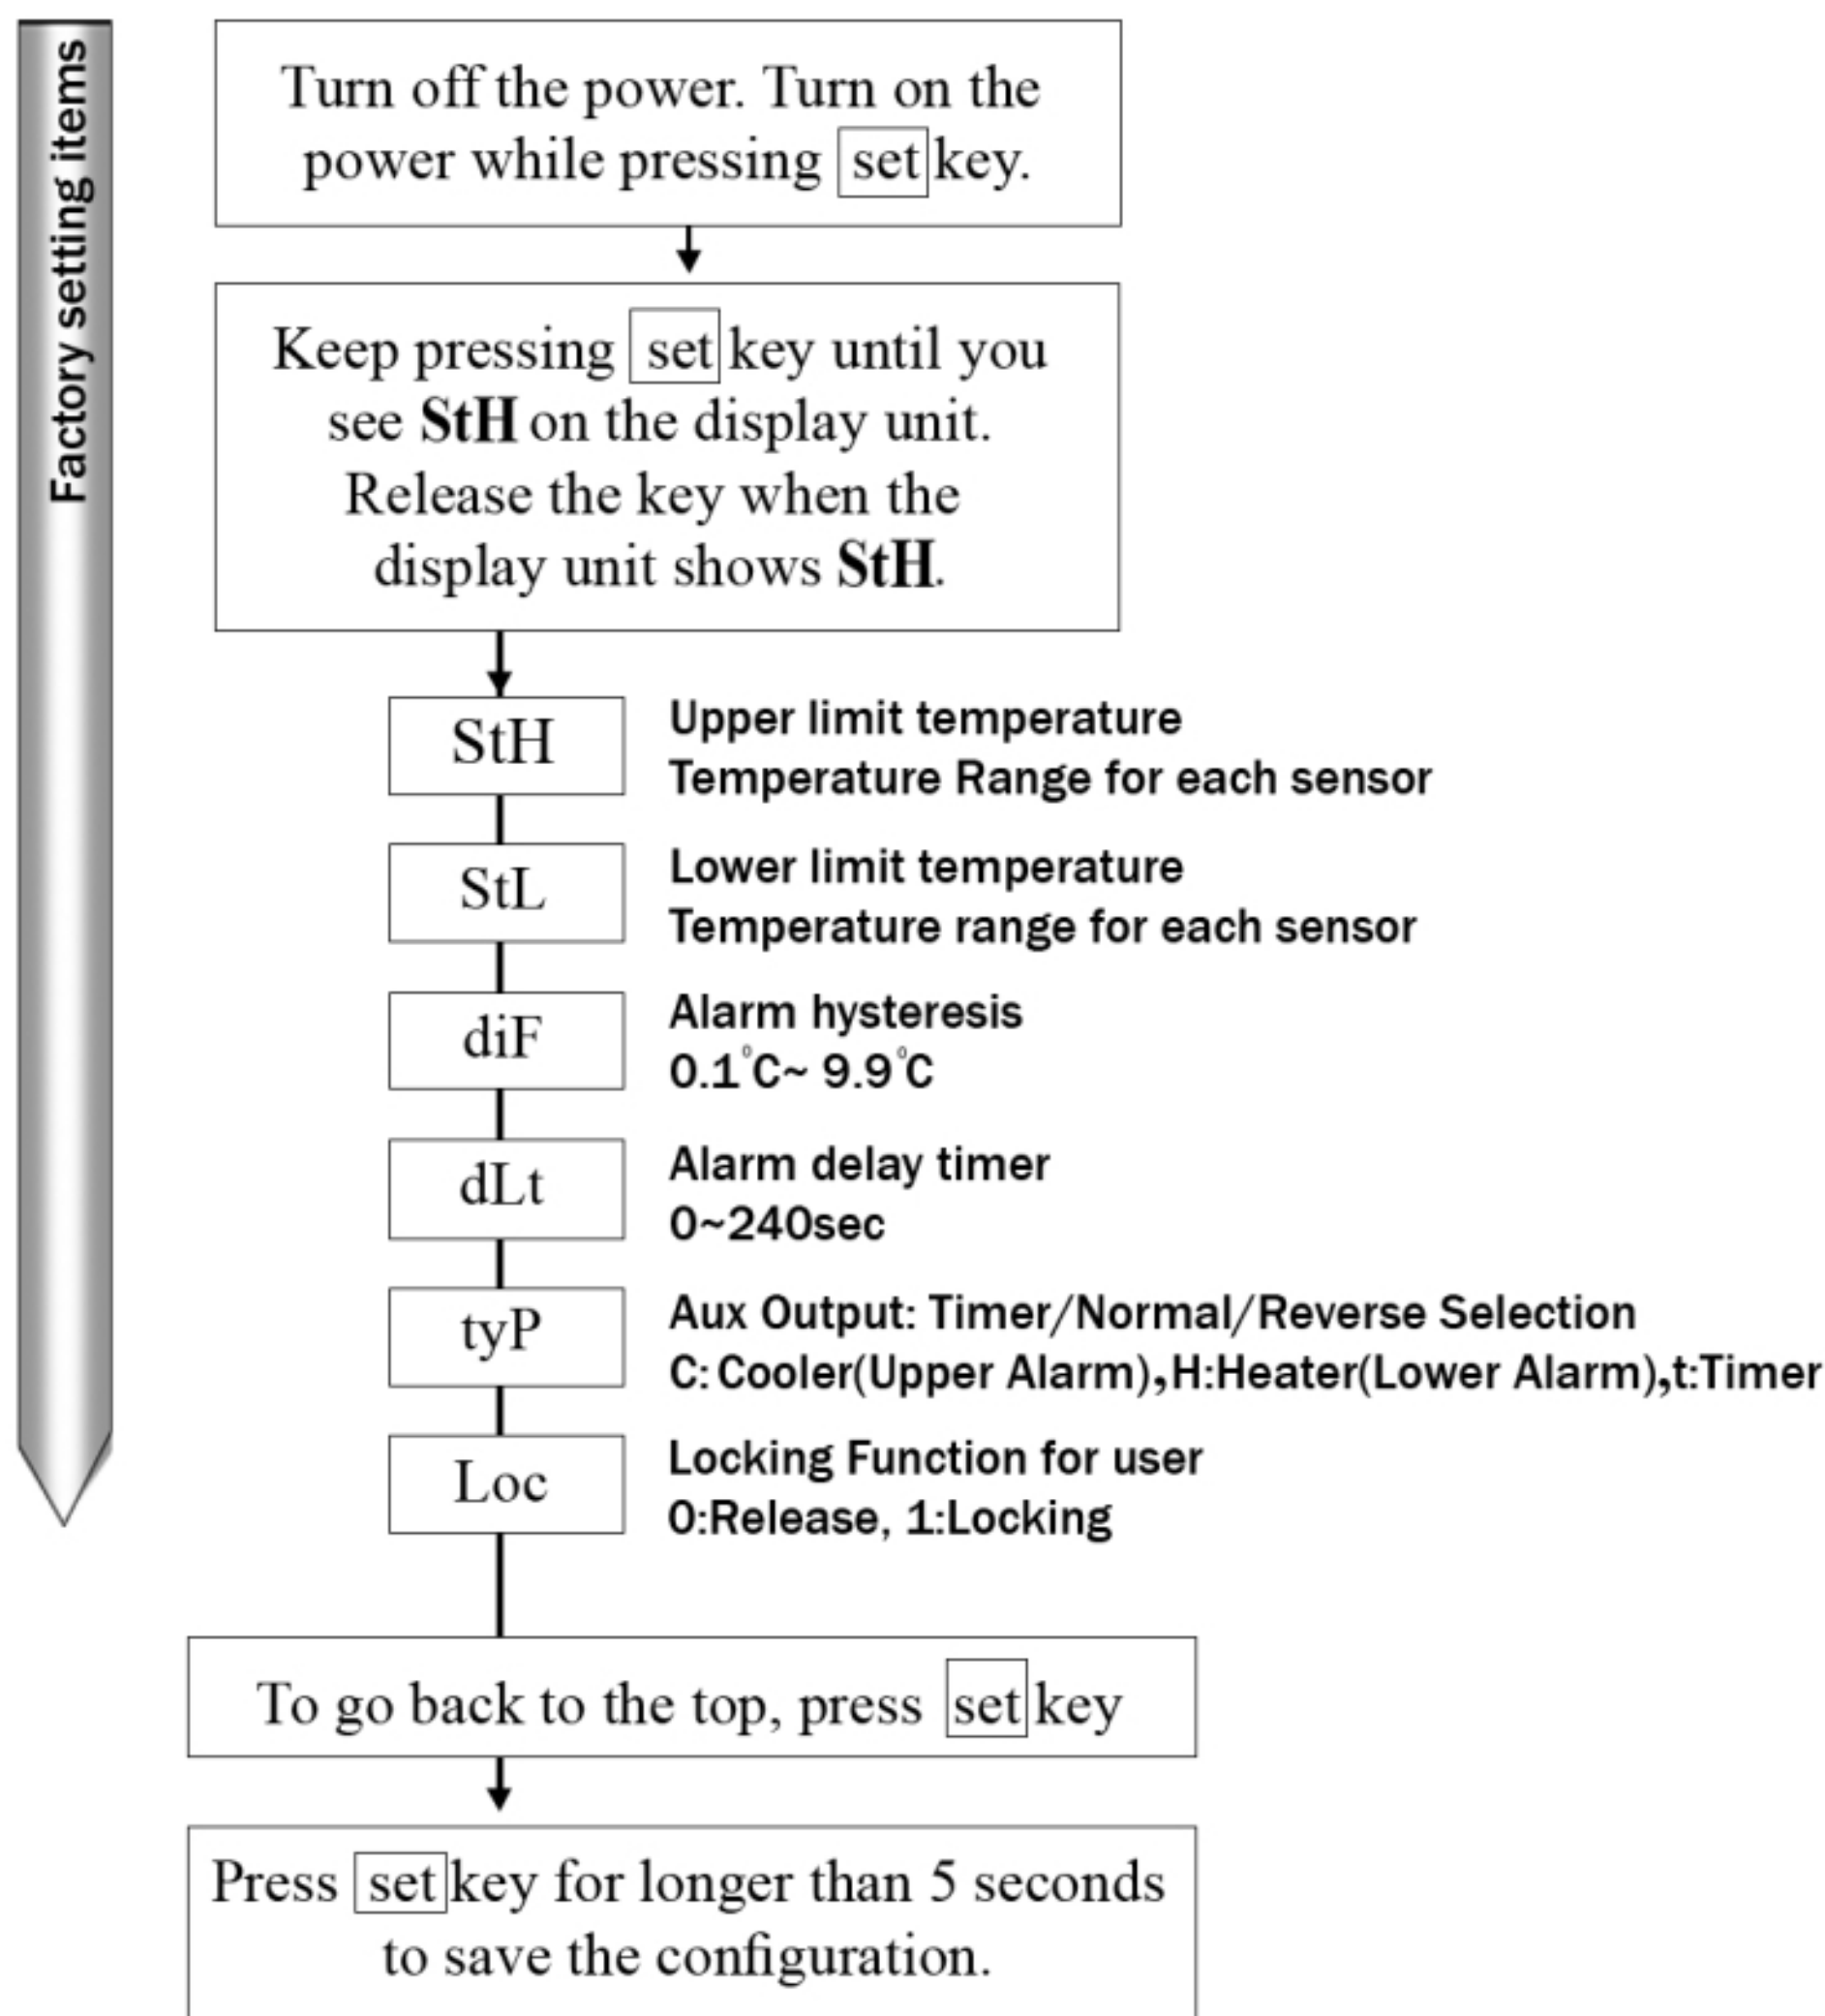 Factory setting items
Turn off the power. Turn on the
power while pressing set key.
Keep pressing set key until you
see StH on the display unit.
Release the key when the
display unit shows StH.
StH
Upper limit temperature
Temperature Range for each sensor
StL
Lower limit temperature
Temperature range for each sensor
diF
Alarm hysteresis
0.1°C~ 9.9°C
dLt
Alarm delay timer
0~240sec
tyP
Aux Output: Timer/Normal/Reverse Selection
C: Cooler(Upper Alarm),H:Heater(Lower Alarm),t:Timer
Loc
Locking Function for user
0:Release, 1:Locking
To go back to the top, press set key
Press set key for longer than 5 seconds
to save the configuration.